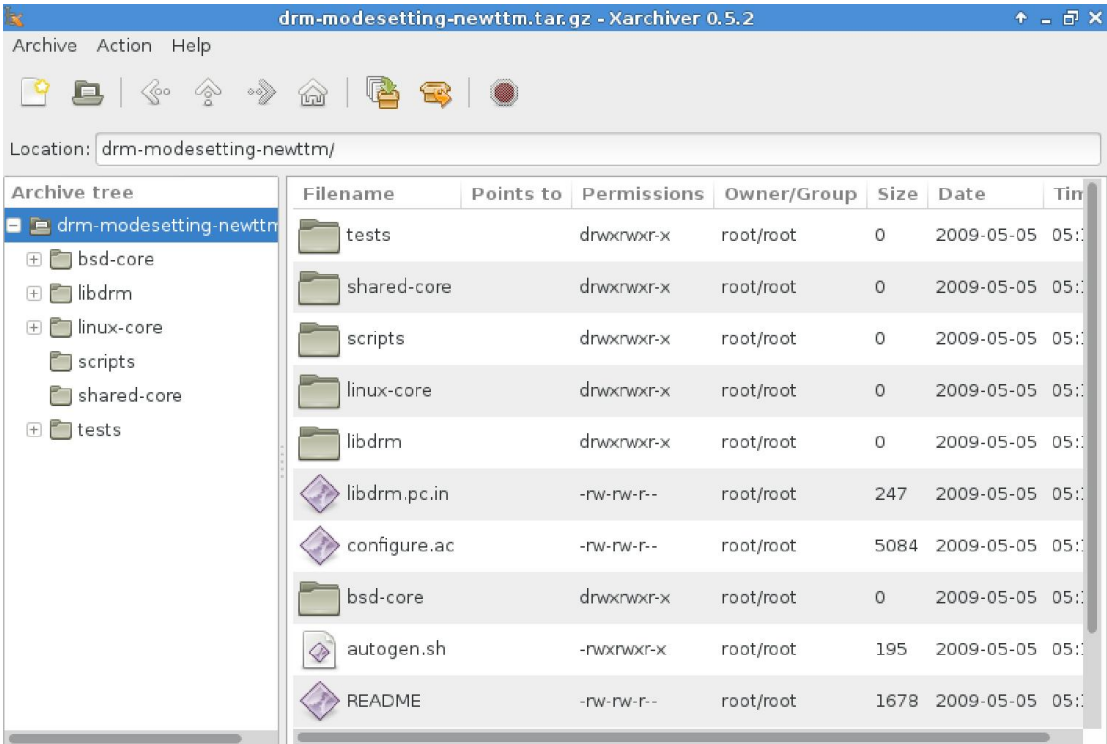 drm-modesetting-newttm.tar.gz - Xarchiver 0.5.2
Archive Action Help
Location: drm-modesetting-newttm/
Archive tree
drm-modesetting-newttm
bsd-core
libdrm
linux-core
scripts
shared-core
tests
Filename Points to Permissions Owner/Group Size Date
tests drwxrwxr-x root/root 0 2009-05-05
shared-core drwxrwxr-x root/root 0 2009-05-05
scripts drwxrwxr-x root/root 0 2009-05-05
linux-core drwxrwxr-x root/root 0 2009-05-05
libdrm drwxrwxr-x root/root 0 2009-05-05
libdrm.pc.in -rw-rw-r-- root/root 247 2009-05-05
configure.ac -rw-rw-r-- root/root 5084 2009-05-05
bsd-core drwxrwxr-x root/root 0 2009-05-05
autogen.sh -rwxrwxr-x root/root 195 2009-05-05
README -rw-rw-r-- root/root 1678 2009-05-05